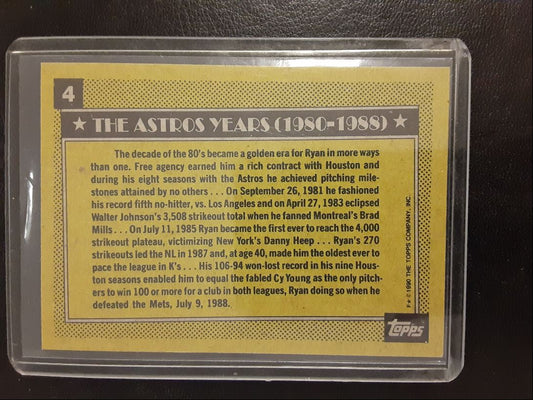 4
★ THE ASTROS YEARS (1980-1988) ★
The decade of the 80's became a golden era for Ryan in more ways
than one. Free agency earned him a rich contract with Houston and
during his eight seasons with the Astros he achieved pitching mile-
stones attained by no others . . . On September 26, 1981 he fashioned
his record fifth no-hitter, vs. Los Angeles and on April 27, 1983 eclipsed
Walter Johnson's 3,508 strikeout total when he fanned Montreal's Brad
Mills . . . On July 11, 1985 Ryan became the first ever to reach the 4,000
strikeout plateau, victimizing New York's Danny Heep . . . Ryan's 270
strikeouts led the NL in 1987 and, at age 40, made him the oldest ever to
pace the league in K's . . . His 106-94 won-lost record in his nine Hous-
ton seasons enabled him to equal the fabled Cy Young as the only pitch-
ers to win 100 or more for a club in both leagues, Ryan doing so when he
defeated the Mets, July 9, 1988.
© 1990 THE TOPPS COMPANY, INC.
topps